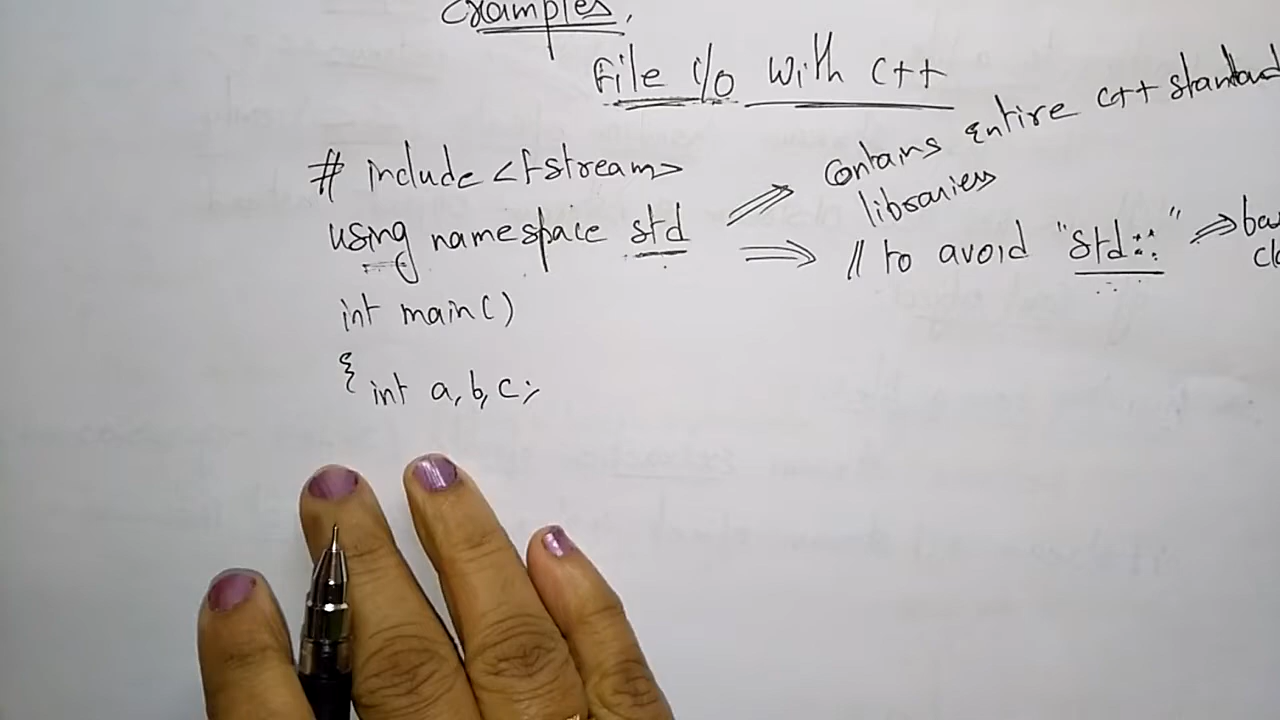 Examples,
File I/O With C++
# include <fstream>
using namespace std
contains entire C++ standard
libraries
// to avoid "std::" ⇒
int main()
{ int a, b, c;